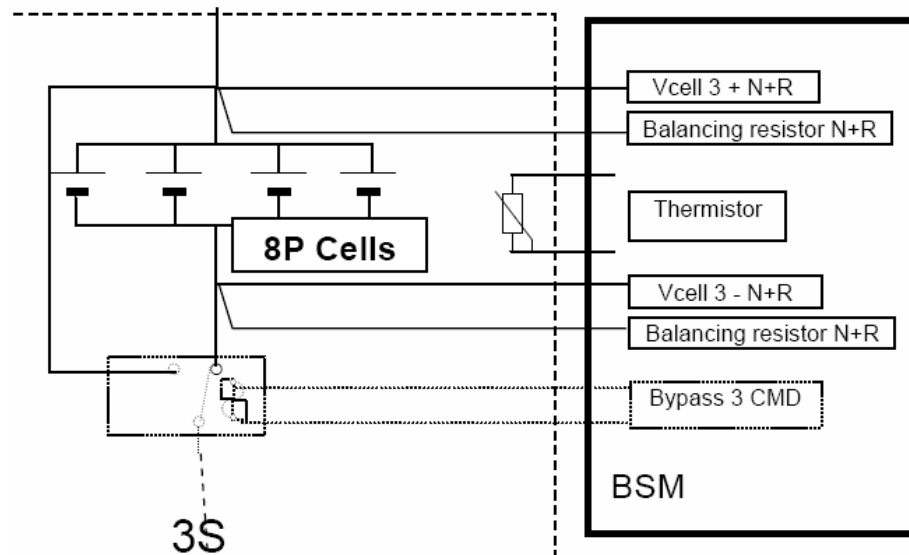 Vcell 3 + N+R
Balancing resistor N+R
Thermistor
8P Cells
Vcell 3 - N+R
Balancing resistor N+R
Bypass 3 CMD
BSM
3S